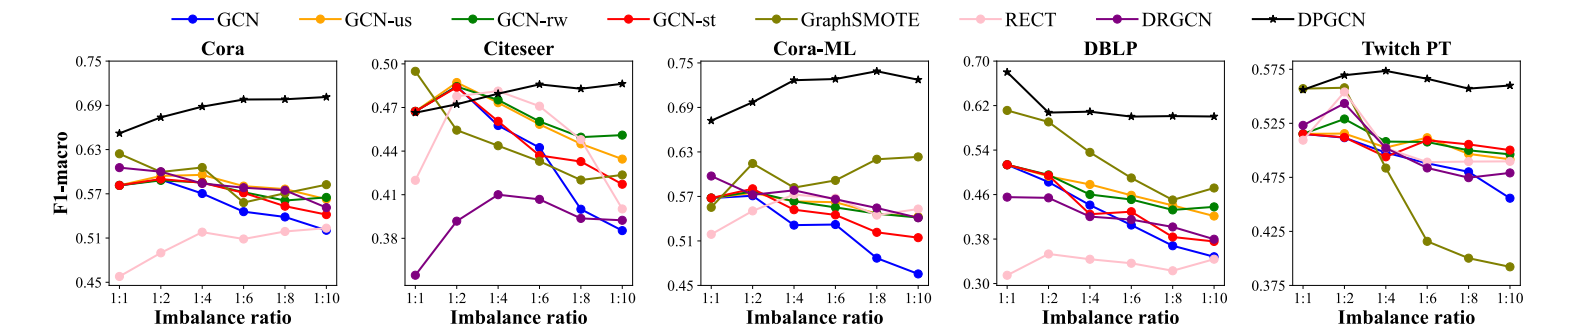 GCN GCN-us GCN-rw GCN-st GraphSMOTE RECT DRGCN DPGCN
Cora Citeseer Cora-ML DBLP Twitch PT
F1-macro
0.75
0.69
0.63
0.57
0.51
0.45
1:1 1:2 1:4 1:6 1:8 1:10
Imbalance ratio
0.50
0.47
0.44
0.41
0.38
1:1 1:2 1:4 1:6 1:8 1:10
Imbalance ratio
0.75
0.69
0.63
0.57
0.51
0.45
1:1 1:2 1:4 1:6 1:8 1:10
Imbalance ratio
0.70
0.62
0.54
0.46
0.38
0.30
1:1 1:2 1:4 1:6 1:8 1:10
Imbalance ratio
0.575
0.525
0.475
0.425
0.375
1:1 1:2 1:4 1:6 1:8 1:10
Imbalance ratio